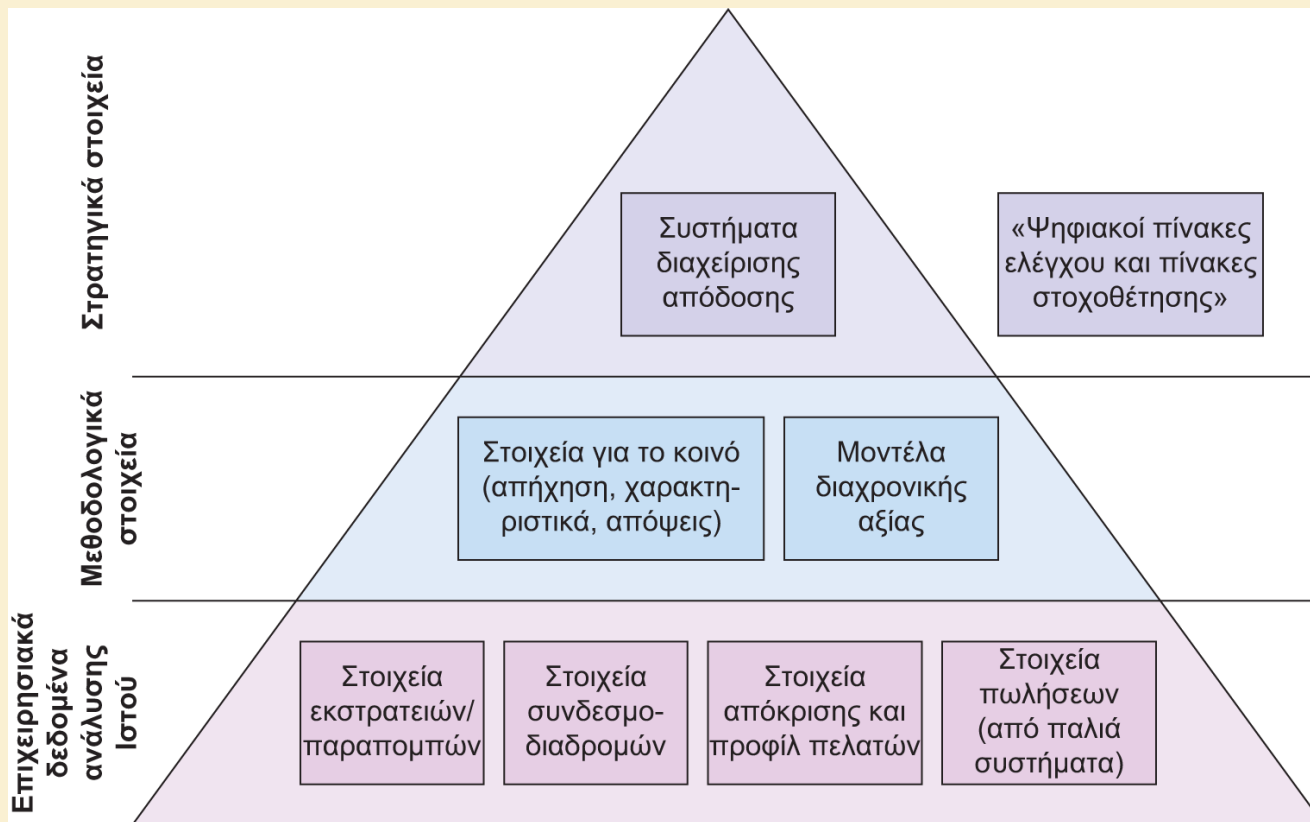 Στρατηγικά στοιχεία
Συστήματα
διαχείρισης
απόδοσης
«Ψηφιακοί πίνακες
ελέγχου και πίνακες
στοχοθέτησης»
Μεθοδολογικά
στοιχεία
Στοιχεία για το κοινό
(απήχηση, χαρακτη-
ριστικά, απόψεις)
Μοντέλα
διαχρονικής
αξίας
Επιχειρησιακά
δεδομένα
ανάλυσης
Ιστού
Στοιχεία
εκστρατειών/
παραπομπών
Στοιχεία
συνδεσμο-
διαδρομών
Στοιχεία
απόκρισης και
προφίλ πελατών
Στοιχεία
πωλήσεων
(από παλιά
συστήματα)